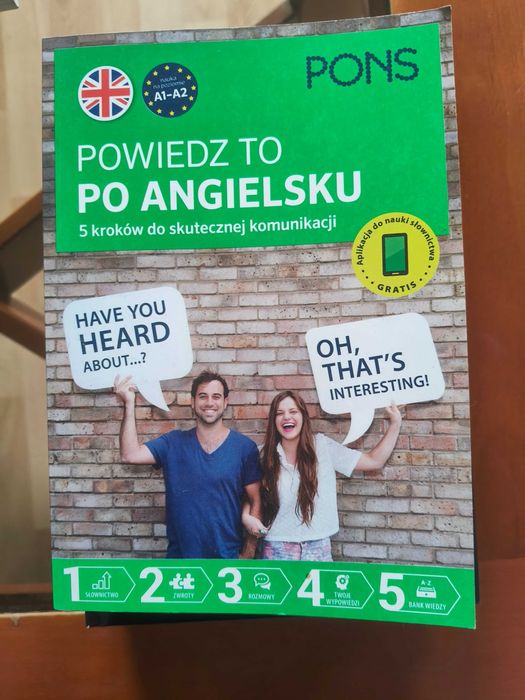 PONS
nauka
na poziomie
A1–A2
POWIEDZ TO
PO ANGIELSKU
5 kroków do skutecznej komunikacji
Aplikacja do nauki słownictwa
• GRATIS •
HAVE YOU
HEARD
ABOUT...?
OH,
THAT'S
INTERESTING!
1 SŁOWNICTWO
2 ZWROTY
3 ROZMOWY
4 TWOJE
WYPOWIEDZI
5 A-Z
BANK WIEDZY